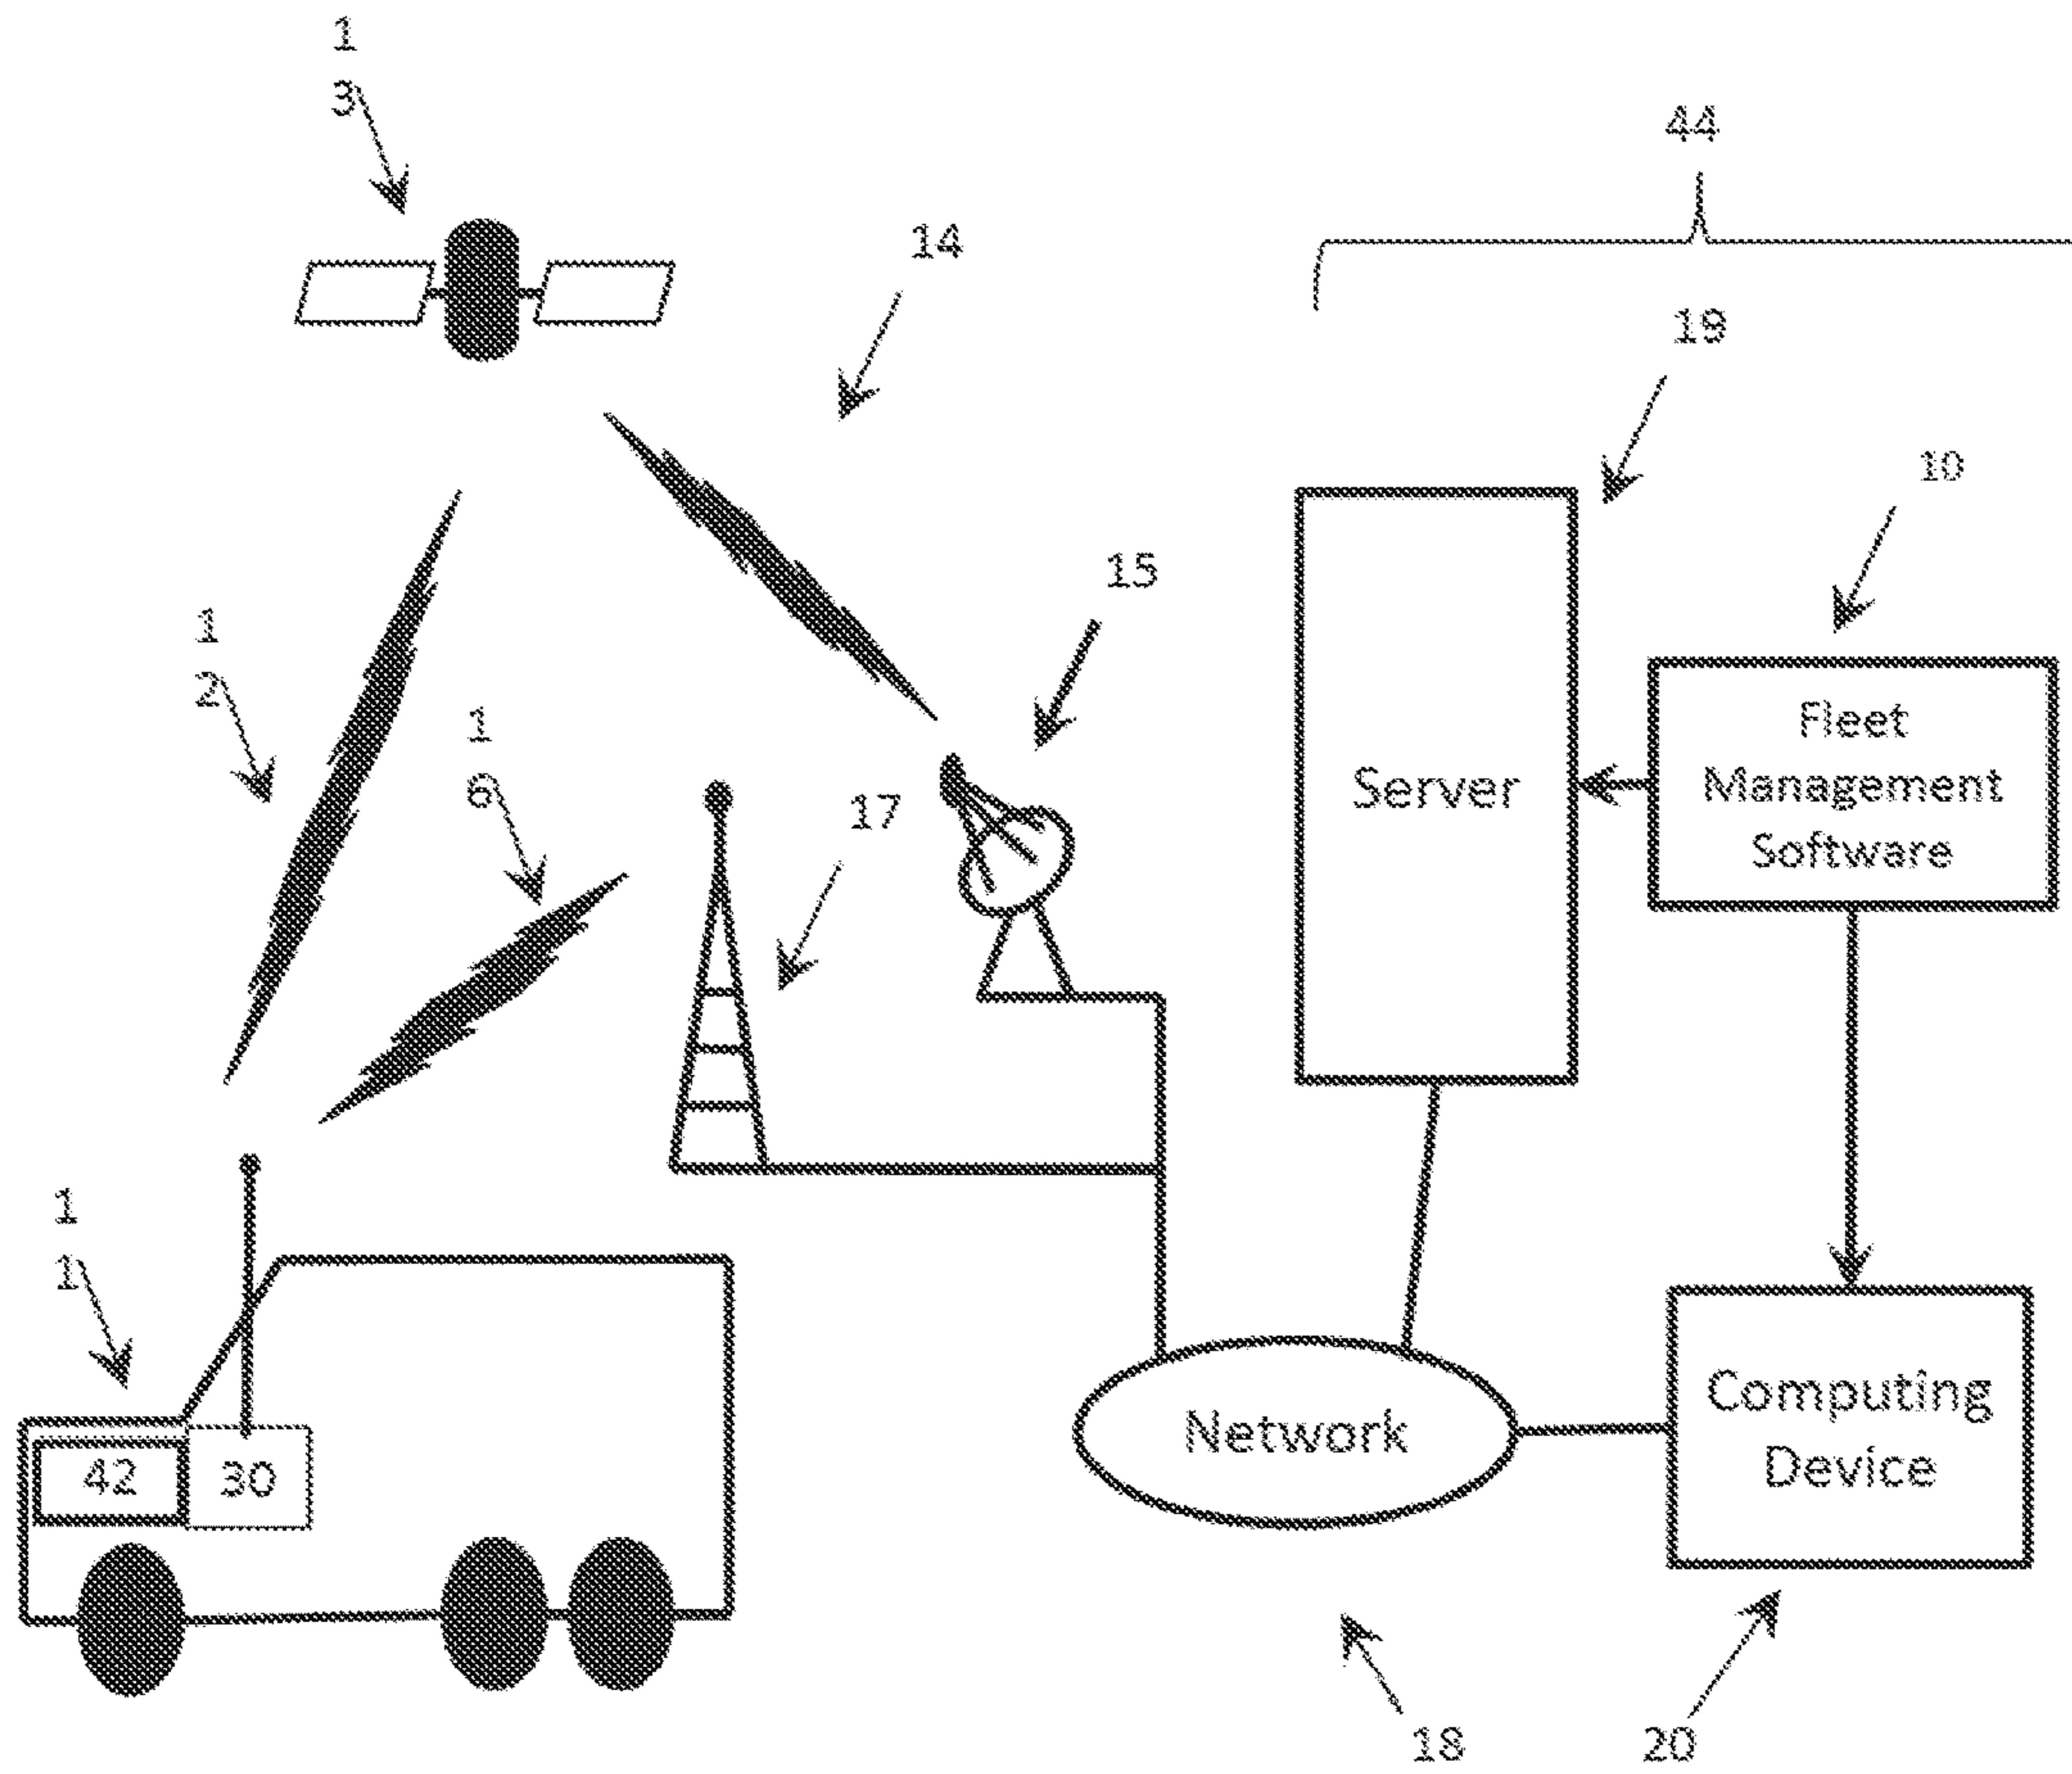 1
3
44
14
19
10
15
1
2
1
6
17
Fleet
Management
Software
Server
1
1
42
30
Network
Computing
Device
18
20